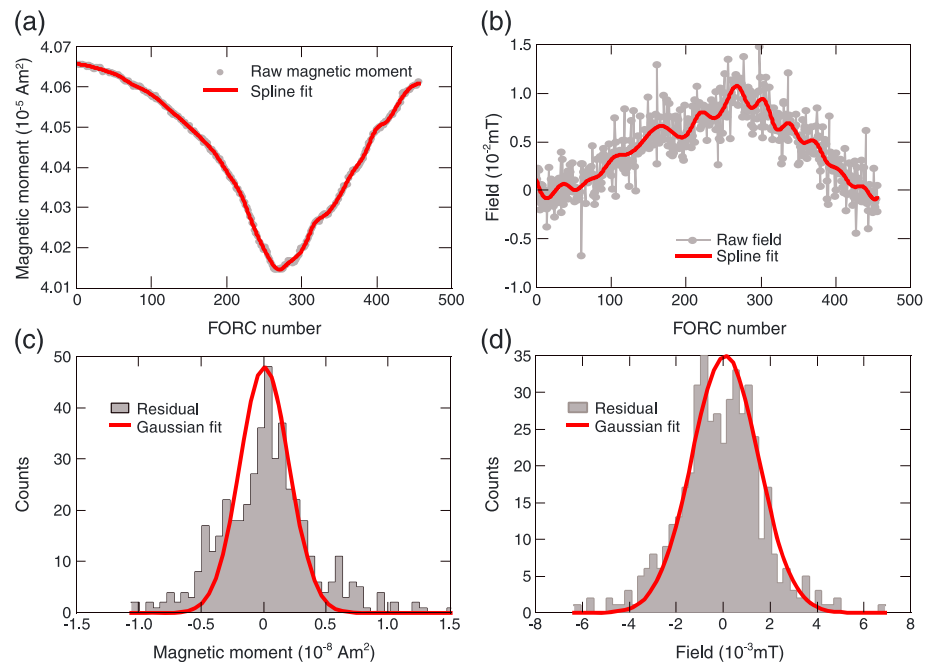 (a)
4.07
4.06
4.05
4.04
4.03
4.02
4.01
Magnetic moment (10⁻⁵ Am²)
Raw magnetic moment
Spline fit
0 100 200 300 400 500
FORC number
(b)
1.5
1.0
0.5
0
-0.5
-1.0
Field (10⁻²mT)
Raw field
Spline fit
0 100 200 300 400 500
FORC number
(c)
50
40
30
20
10
0
Counts
Residual
Gaussian fit
-1.5 -1.0 -0.5 0 0.5 1.0 1.5
Magnetic moment (10⁻⁸ Am²)
(d)
35
30
25
20
15
10
5
0
Counts
Residual
Gaussian fit
-8 -6 -4 -2 0 2 4 6 8
Field (10⁻³mT)